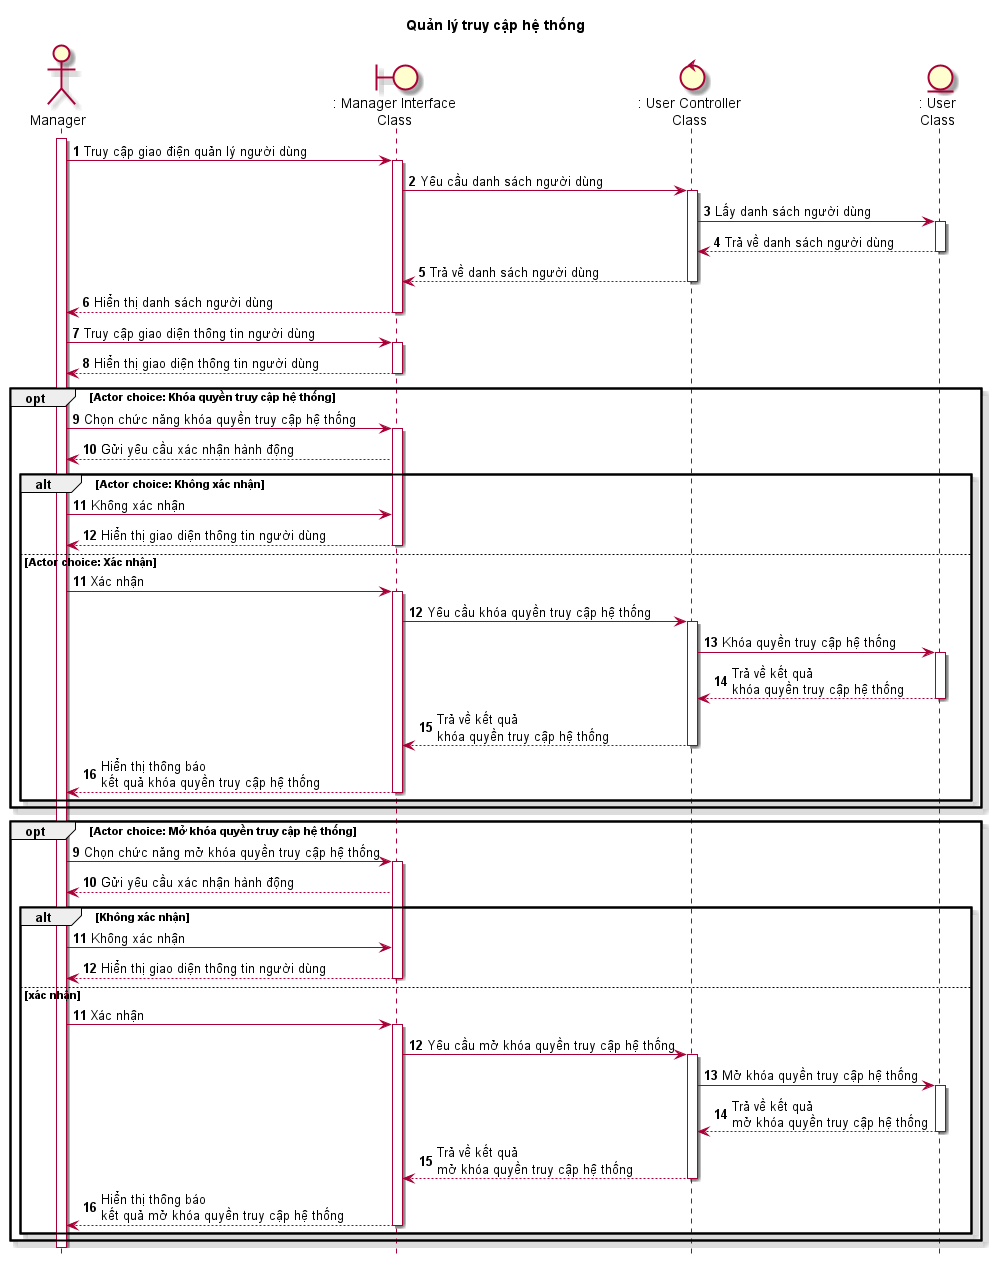 Quản lý truy cập hệ thống
Manager
: Manager Interface
Class
: User Controller
Class
: User
Class
1 Truy cập giao điện quản lý người dùng
2 Yêu cầu danh sách người dùng
3 Lấy danh sách người dùng
4 Trả về danh sách người dùng
5 Trả về danh sách người dùng
6 Hiển thị danh sách người dùng
7 Truy cập giao diện thông tin người dùng
8 Hiển thị giao diện thông tin người dùng
opt [Actor choice: Khóa quyền truy cập hệ thống]
9 Chọn chức năng khóa quyền truy cập hệ thống
10 Gửi yêu cầu xác nhận hành động
alt [Actor choice: Không xác nhận]
11 Không xác nhận
12 Hiển thị giao diện thông tin người dùng
[Actor choice: Xác nhận]
11 Xác nhận
12 Yêu cầu khóa quyền truy cập hệ thống
13 Khóa quyền truy cập hệ thống
14 Trả về kết quả
khóa quyền truy cập hệ thống
15 Trả về kết quả
khóa quyền truy cập hệ thống
16 Hiển thị thông báo
kết quả khóa quyền truy cập hệ thống
opt [Actor choice: Mở khóa quyền truy cập hệ thống]
9 Chọn chức năng mở khóa quyền truy cập hệ thống
10 Gửi yêu cầu xác nhận hành động
alt [Không xác nhận]
11 Không xác nhận
12 Hiển thị giao diện thông tin người dùng
[xác nhận]
11 Xác nhận
12 Yêu cầu mở khóa quyền truy cập hệ thống
13 Mở khóa quyền truy cập hệ thống
14 Trả về kết quả
mở khóa quyền truy cập hệ thống
15 Trả về kết quả
mở khóa quyền truy cập hệ thống
16 Hiển thị thông báo
kết quả mở khóa quyền truy cập hệ thống